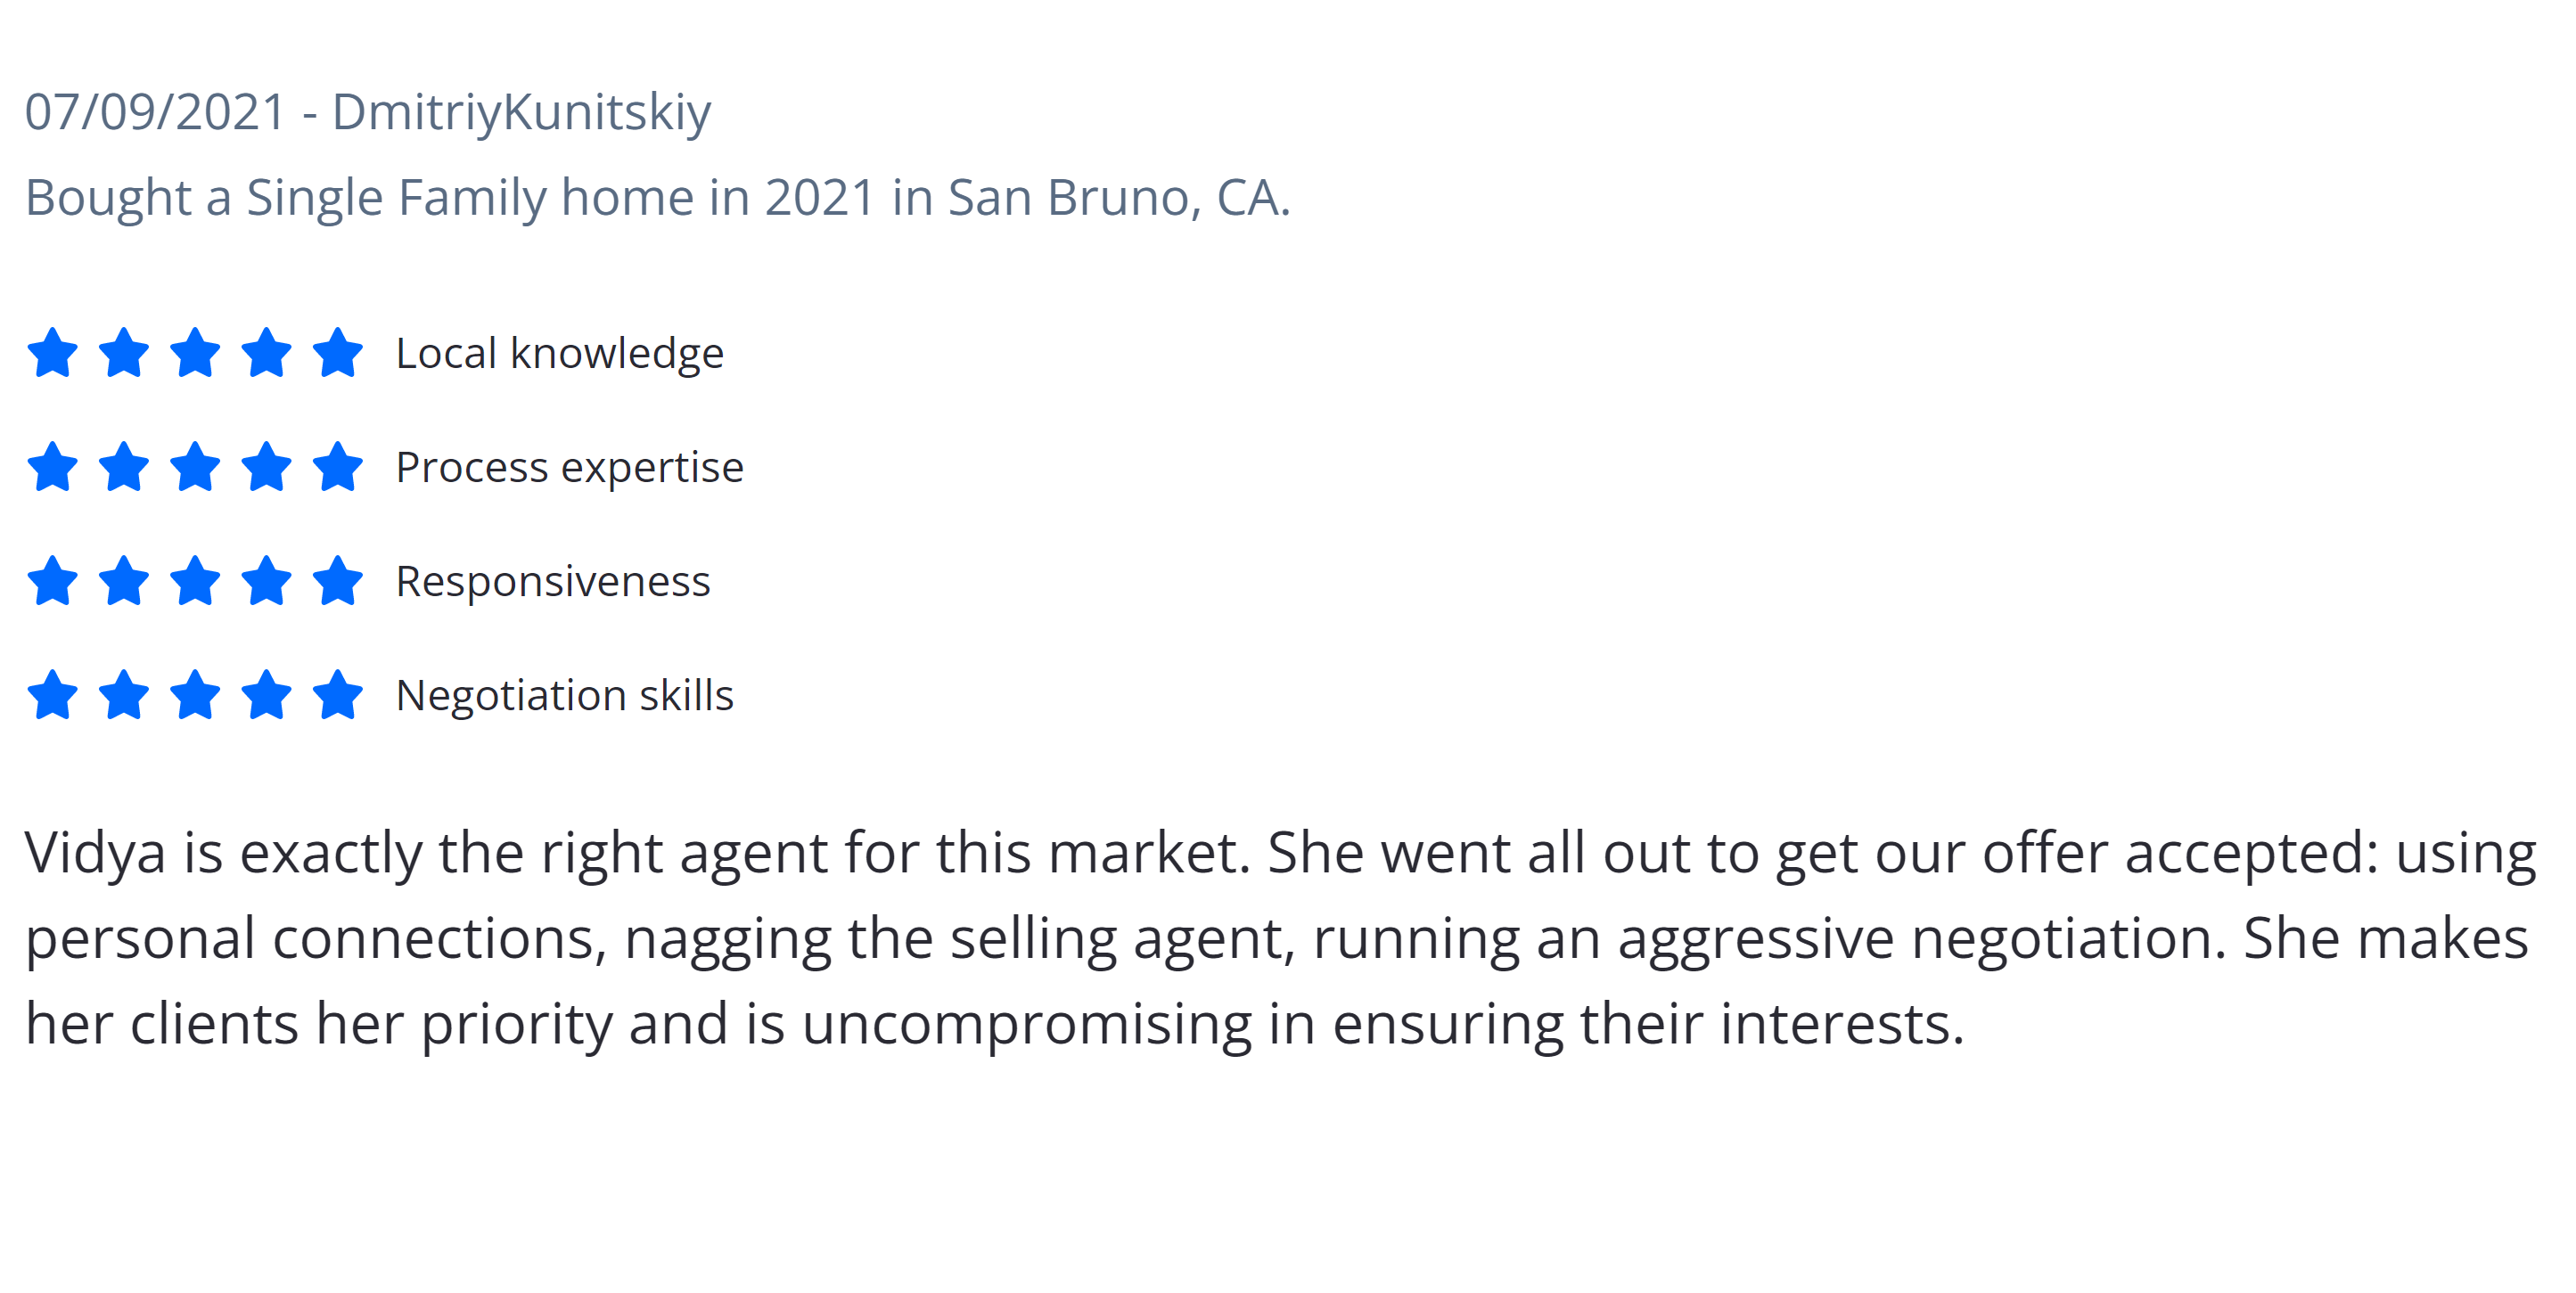 07/09/2021 - DmitriyKunitskiy
Bought a Single Family home in 2021 in San Bruno, CA.
Local knowledge
Process expertise
Responsiveness
Negotiation skills
Vidya is exactly the right agent for this market. She went all out to get our offer accepted: using
personal connections, nagging the selling agent, running an aggressive negotiation. She makes
her clients her priority and is uncompromising in ensuring their interests.